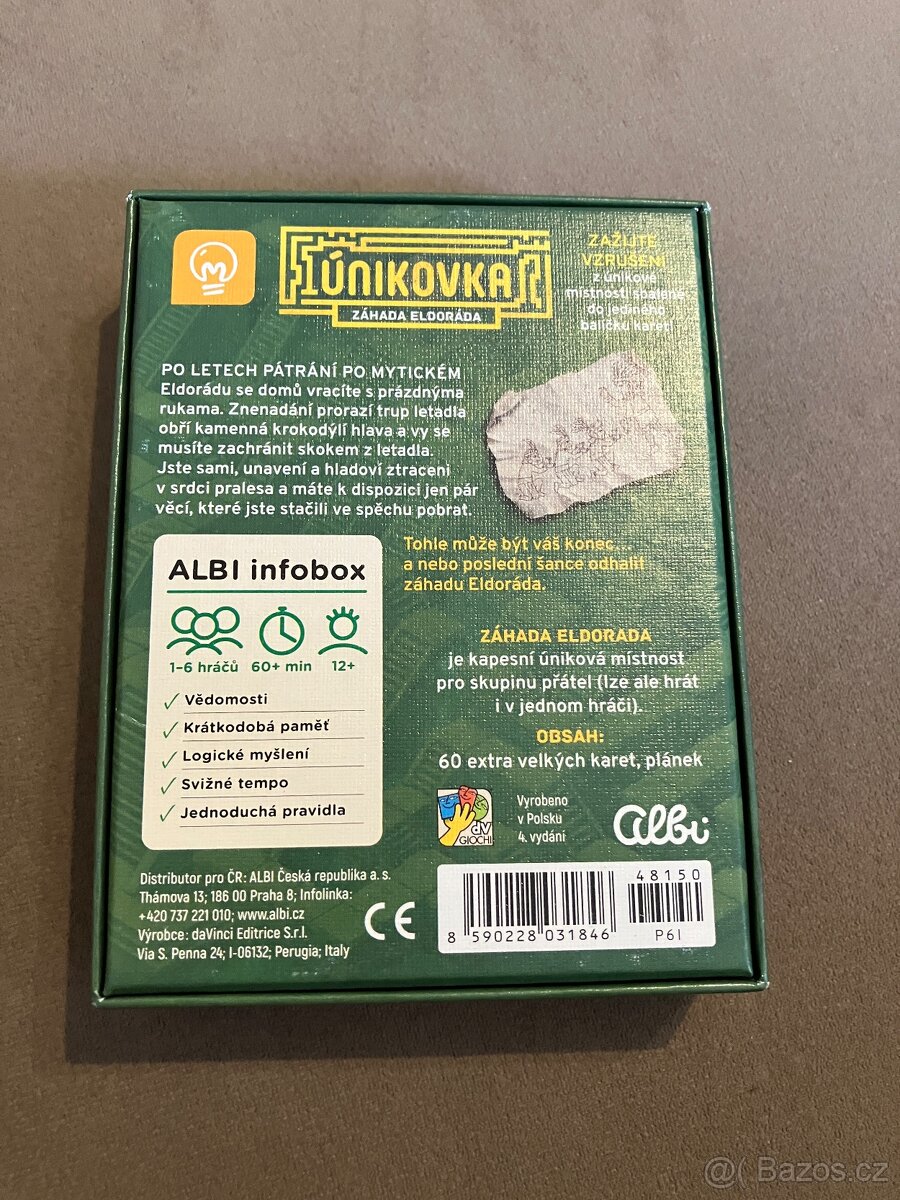 ÚNIKOVKA
ZÁHADA ELDORÁDA
ZAŽIJTE
VZRUŠENÍ
z únikové
místnosti sbalené
do jediného
balíčku karet!
PO LETECH PÁTRÁNÍ PO MYTICKÉM
Eldorádu se domů vracíte s prázdnýma
rukama. Znenadání prorazí trup letadla
obří kamenná krokodýlí hlava a vy se
musíte zachránit skokem z letadla.
Jste sami, unavení a hladoví ztraceni
v srdci pralesa a máte k dispozici jen pár
věcí, které jste stačili ve spěchu pobrat.
Tohle může být váš konec...
a nebo poslední šance odhalit
záhadu Eldoráda.
ALBI infobox
1–6 hráčů 60+ min 12+
Vědomosti
Krátkodobá paměť
Logické myšlení
Svižné tempo
Jednoduchá pravidla
ZÁHADA ELDORADA
je kapesní úniková místnost
pro skupinu přátel (lze ale hrát
i v jednom hráči).
OBSAH:
60 extra velkých karet, plánek
dV
GIOCHI
Vyrobeno
v Polsku
4. vydání
albi
Distributor pro ČR: ALBI Česká republika a. s.
Thámova 13; 186 00 Praha 8; Infolinka:
+420 737 221 010; www.albi.cz
Výrobce: daVinci Editrice S.r.l.
Via S. Penna 24; I-06132; Perugia; Italy
CE
48150
8 590228 031846
P6I
@( Bazos.cz